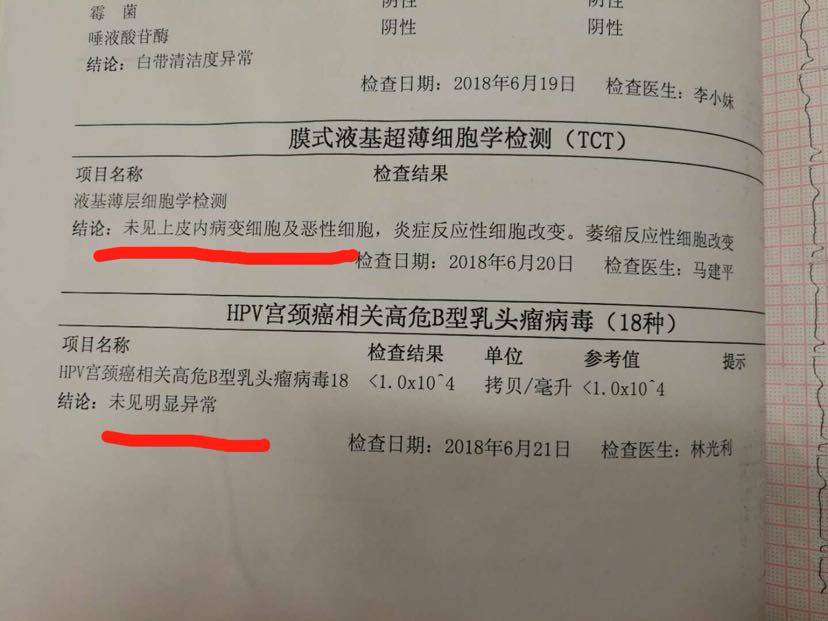 霉 菌 阴性 阴性
唾液酸苷酶 阴性 阴性
结论：白带清洁度异常
检查日期：2018年6月19日 检查医生：李小妹
膜式液基超薄细胞学检测（TCT）
项目名称 检查结果
液基薄层细胞学检测
结论：未见上皮内病变细胞及恶性细胞，炎症反应性细胞改变。萎缩反应性细胞改变
检查日期：2018年6月20日 检查医生：马建平
HPV宫颈癌相关高危B型乳头瘤病毒（18种）
项目名称 检查结果 单位 参考值 提示
HPV宫颈癌相关高危B型乳头瘤病毒18 <1.0x10^4 拷贝/毫升 <1.0x10^4
结论：未见明显异常
检查日期：2018年6月21日 检查医生：林光利